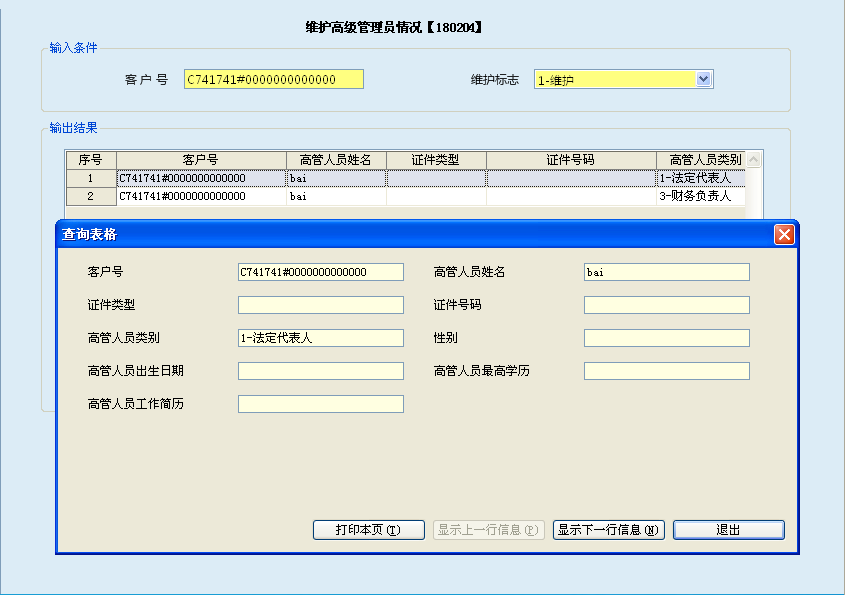 维护高级管理员情况【180204】
输入条件
客 户 号 C741741#0000000000000 维护标志 1-维护
输出结果
序号 客户号 高管人员姓名 证件类型 证件号码 高管人员类别
1 C741741#0000000000000 bai 1-法定代表人
2 C741741#0000000000000 bai 3-财务负责人
查询表格
客户号 C741741#0000000000000 高管人员姓名 bai
证件类型 证件号码
高管人员类别 1-法定代表人 性别
高管人员出生日期 高管人员最高学历
高管人员工作简历
打印本页(T) 显示上一行信息(P) 显示下一行信息(N) 退出